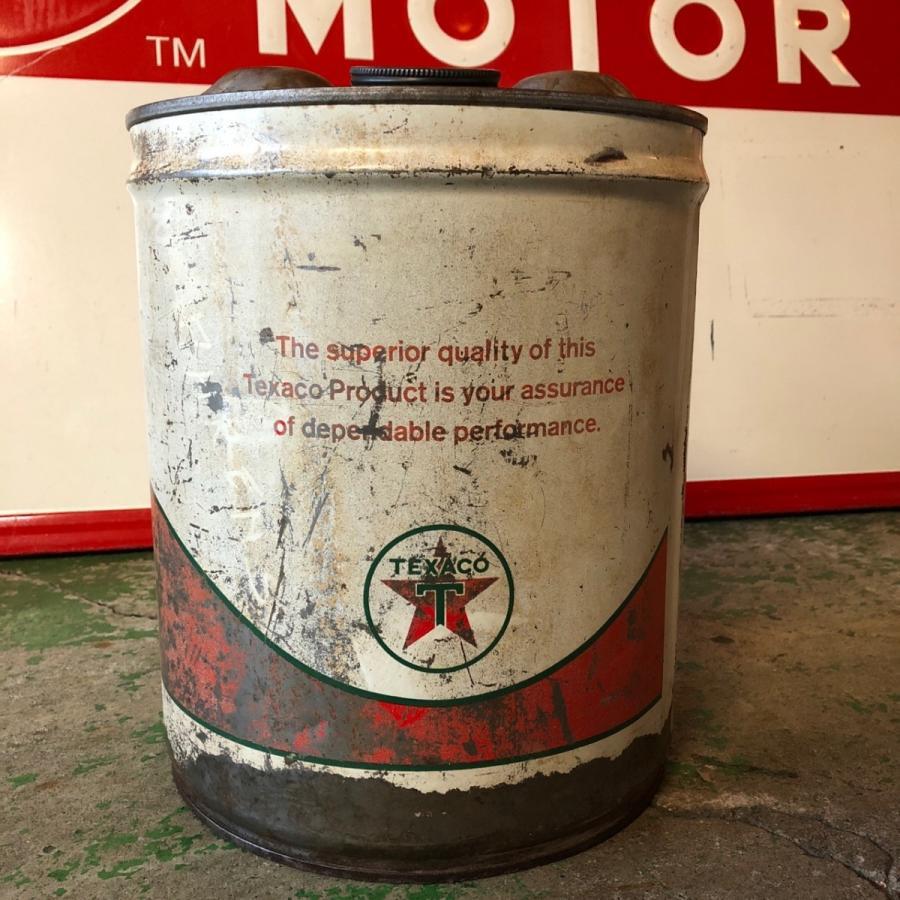 TM MOTOR
The superior quality of this
Texaco Product is your assurance
of dependable performance.
TEXACO
T